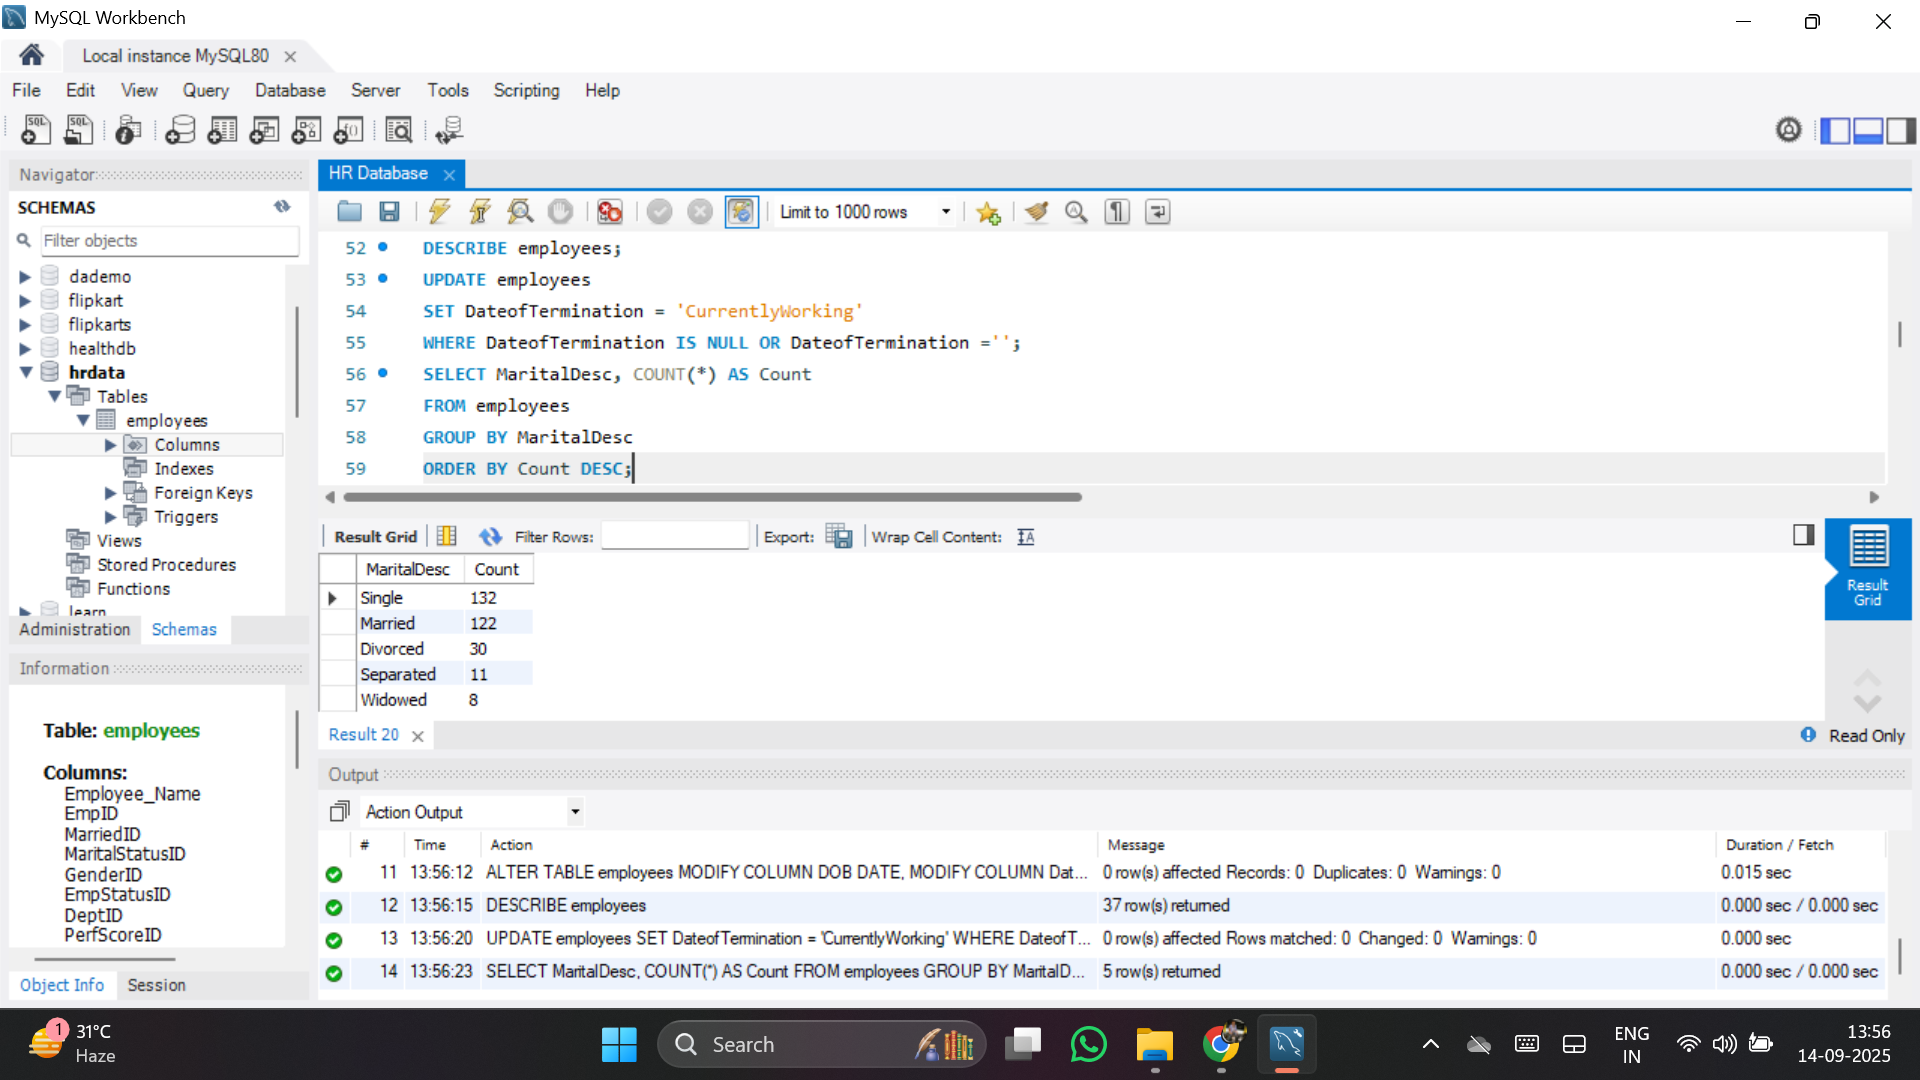 MySQL Workbench
Local instance MySQL80
File Edit View Query Database Server Tools Scripting Help
Navigator
SCHEMAS
Filter objects
dademo
flipkart
flipkarts
healthdb
hrdata
Tables
employees
Columns
Indexes
Foreign Keys
Triggers
Views
Stored Procedures
Functions
learn
Administration Schemas
Information
Table: employees
Columns:
Employee_Name
EmpID
MarriedID
MaritalStatusID
GenderID
EmpStatusID
DeptID
PerfScoreID
Object Info Session
HR Database
Limit to 1000 rows
52 DESCRIBE employees;
53 UPDATE employees
54 SET DateofTermination = 'CurrentlyWorking'
55 WHERE DateofTermination IS NULL OR DateofTermination ='';
56 SELECT MaritalDesc, COUNT(*) AS Count
57 FROM employees
58 GROUP BY MaritalDesc
59 ORDER BY Count DESC;
Result Grid Filter Rows: Export: Wrap Cell Content:
MaritalDesc Count
Single 132
Married 122
Divorced 30
Separated 11
Widowed 8
Result Grid
Result 20
Read Only
Output
Action Output
# Time Action Message Duration / Fetch
11 13:56:12 ALTER TABLE employees MODIFY COLUMN DOB DATE, MODIFY COLUMN Dat... 0 row(s) affected Records: 0 Duplicates: 0 Warnings: 0 0.015 sec
12 13:56:15 DESCRIBE employees 37 row(s) returned 0.000 sec / 0.000 sec
13 13:56:20 UPDATE employees SET DateofTermination = 'CurrentlyWorking' WHERE DateofT... 0 row(s) affected Rows matched: 0 Changed: 0 Warnings: 0 0.000 sec
14 13:56:23 SELECT MaritalDesc, COUNT(*) AS Count FROM employees GROUP BY MaritalD... 5 row(s) returned 0.000 sec / 0.000 sec
1
31°C
Haze
Search
ENG
IN
13:56
14-09-2025